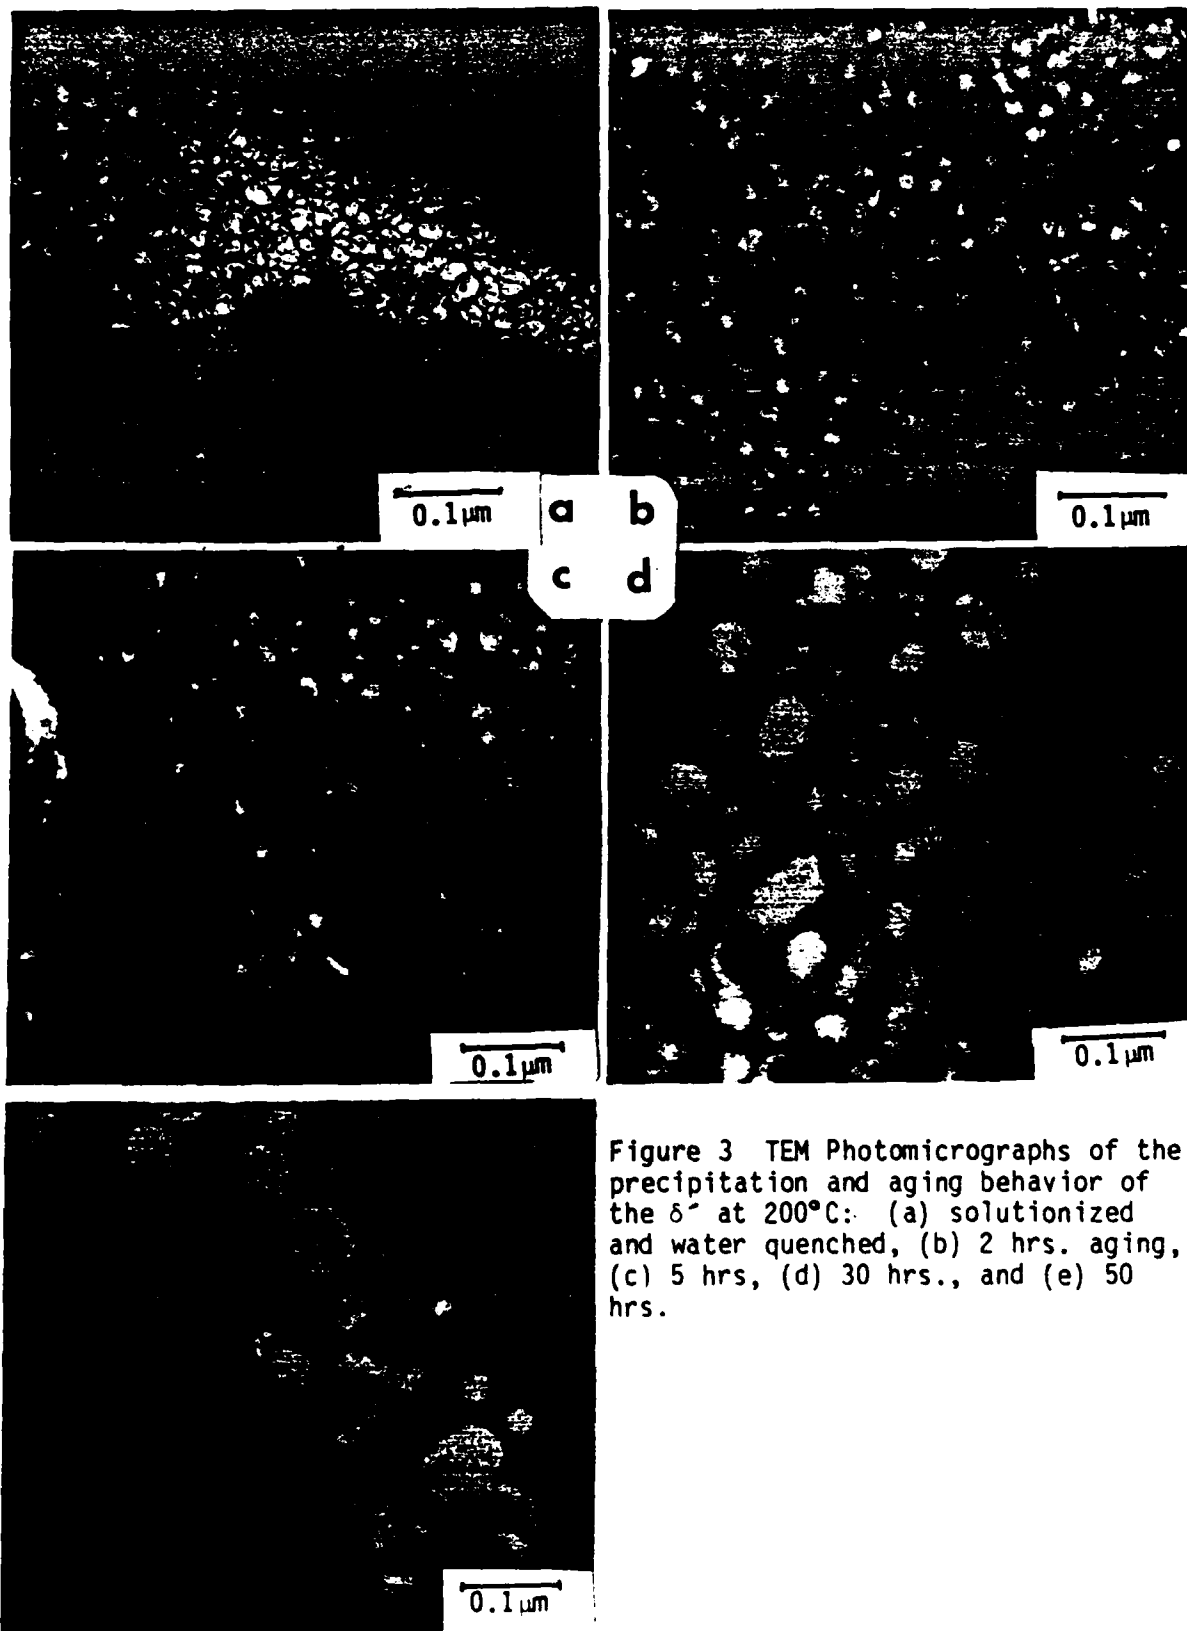 0.1µm
a b
0.1µm
c d
0.1µm
0.1µm
Figure 3 TEM Photomicrographs of the
precipitation and aging behavior of
the δ´ at 200°C: (a) solutionized
and water quenched, (b) 2 hrs. aging,
(c) 5 hrs, (d) 30 hrs., and (e) 50
hrs.
0.1µm